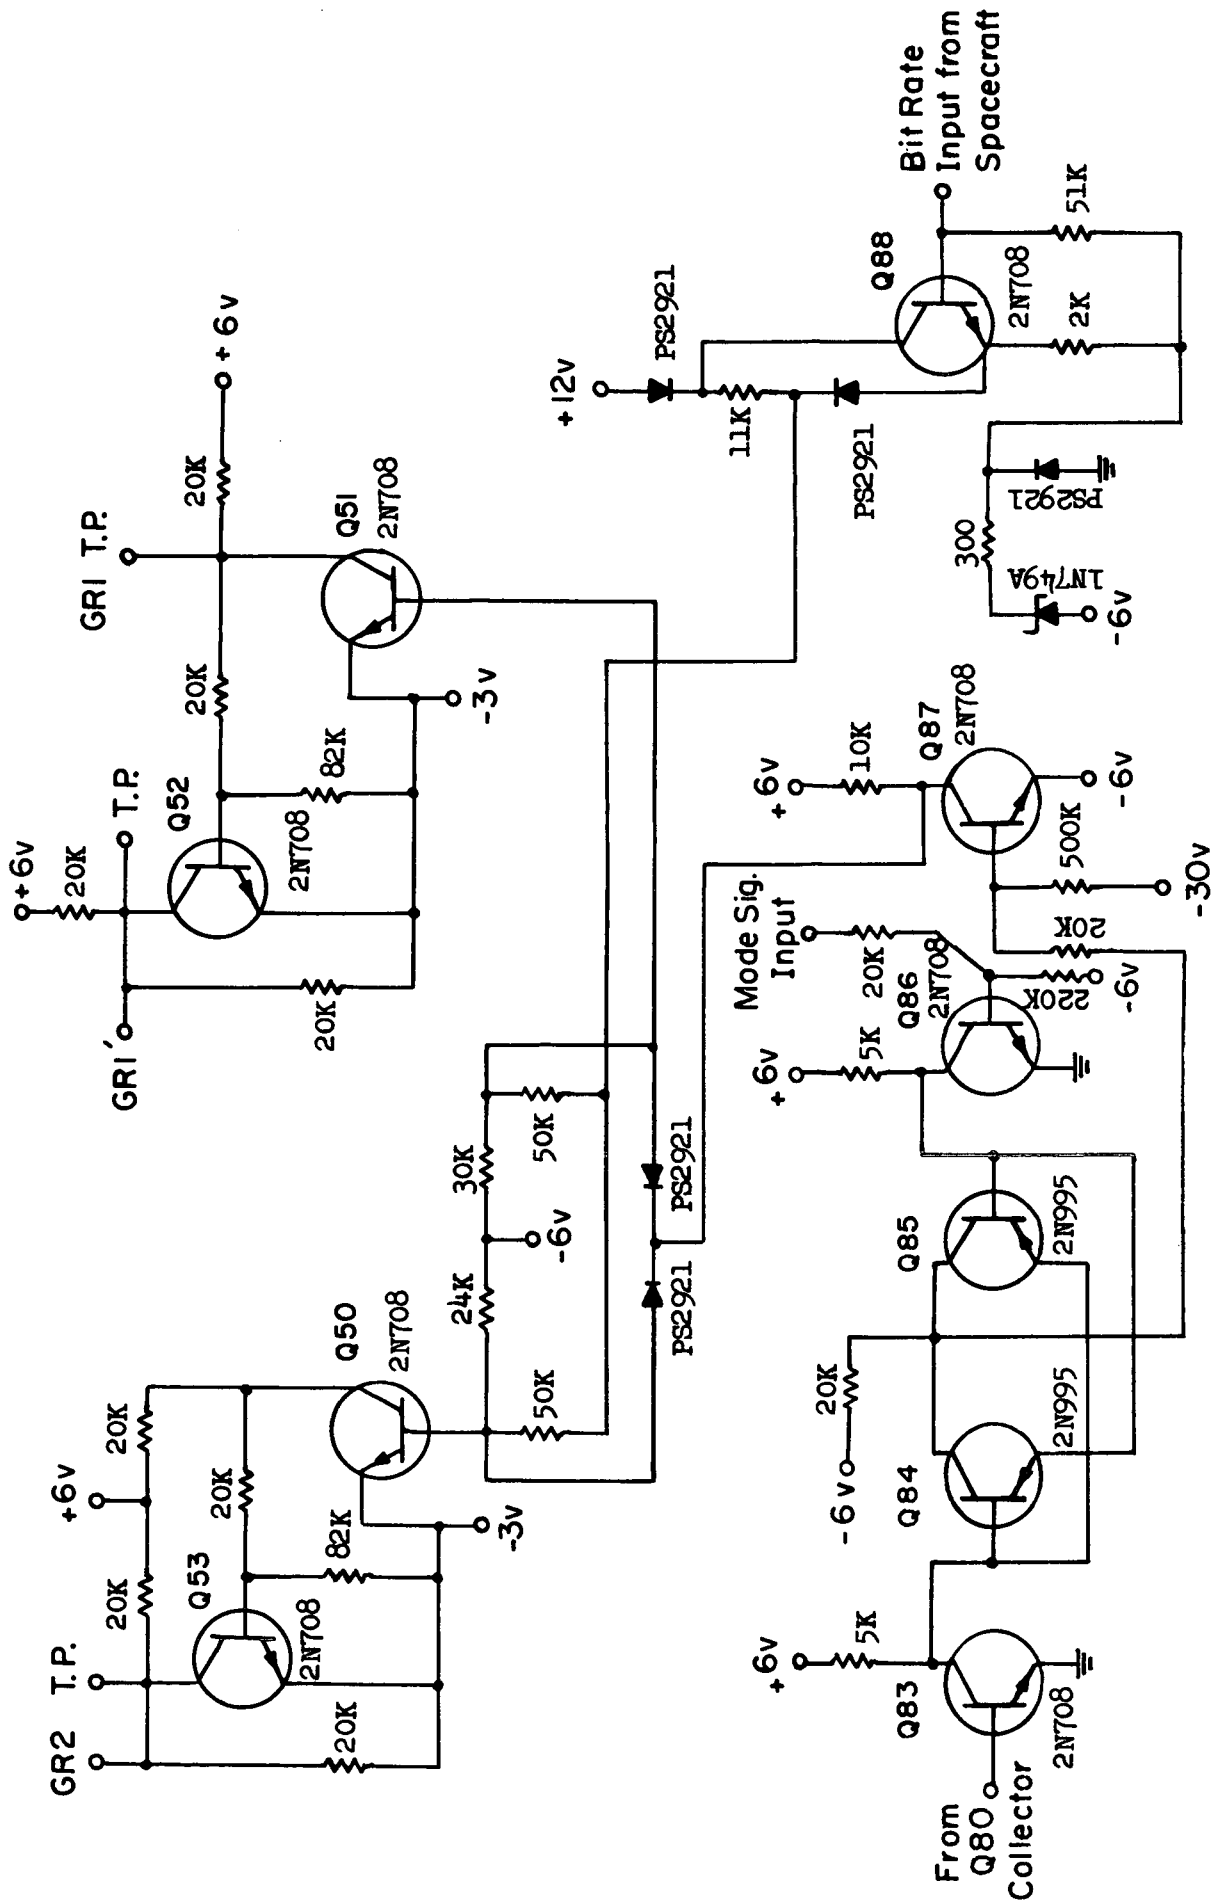 GR2
T.P.
+6v
20K
20K
Q53
2N708
20K
82K
20K
-3v
Q50
2N708
GR1'
T.P.
+6v
20K
Q52
2N708
82K
20K
20K
GR1 T.P.
20K
+6v
Q51
2N708
-3v
24K
30K
-6v
50K
50K
PS2921
PS2921
+12v
PS2921
11K
PS2921
Q88
2N708
Bit Rate
Input from
Spacecraft
2K
51K
300
PS2921
1N749A
-6v
From
Q80
Collector
+6v
5K
Q83
2N708
-6v
20K
Q84
2N995
Q85
2N995
+6v
5K
Q86
2N708
Mode Sig.
Input
20K
220K
-6v
20K
500K
-30v
+6v
10K
Q87
2N708
-6v